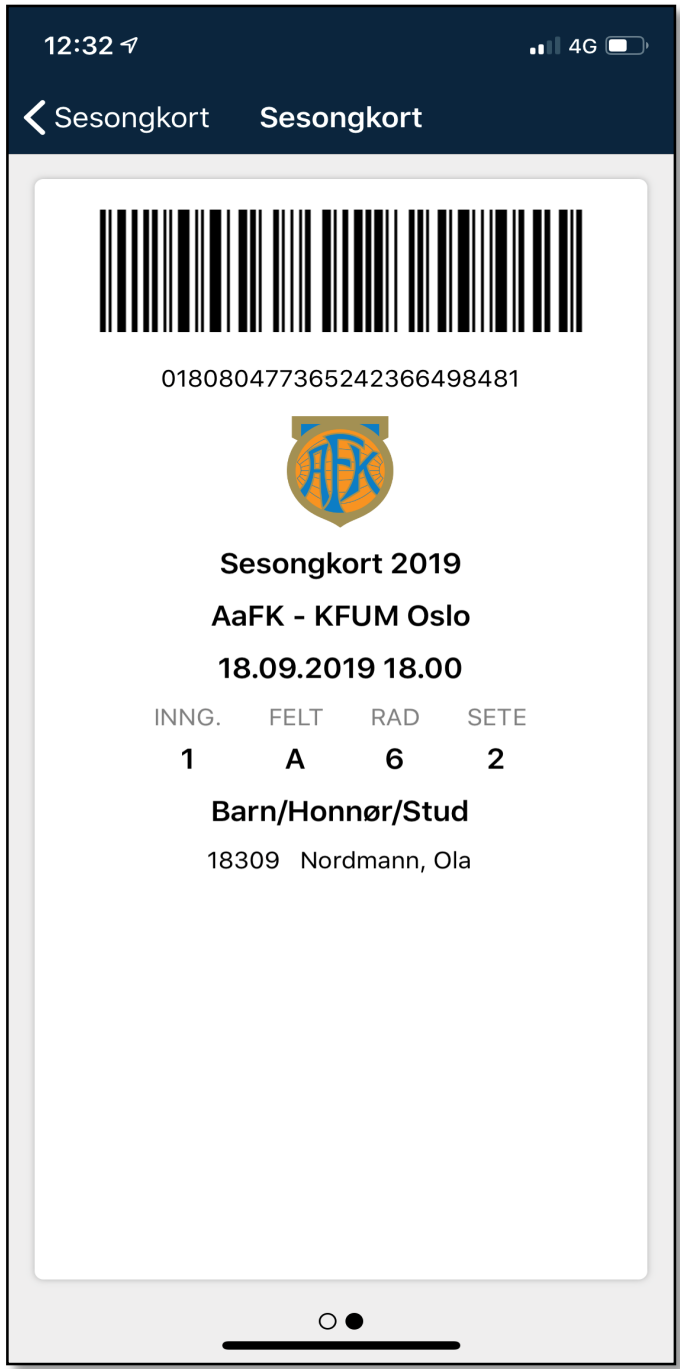 12:32 4G
Sesongkort Sesongkort
018080477365242366498481
AFK
Sesongkort 2019
AaFK - KFUM Oslo
18.09.2019 18.00
INNG. FELT RAD SETE
1 A 6 2
Barn/Honnør/Stud
18309 Nordmann, Ola